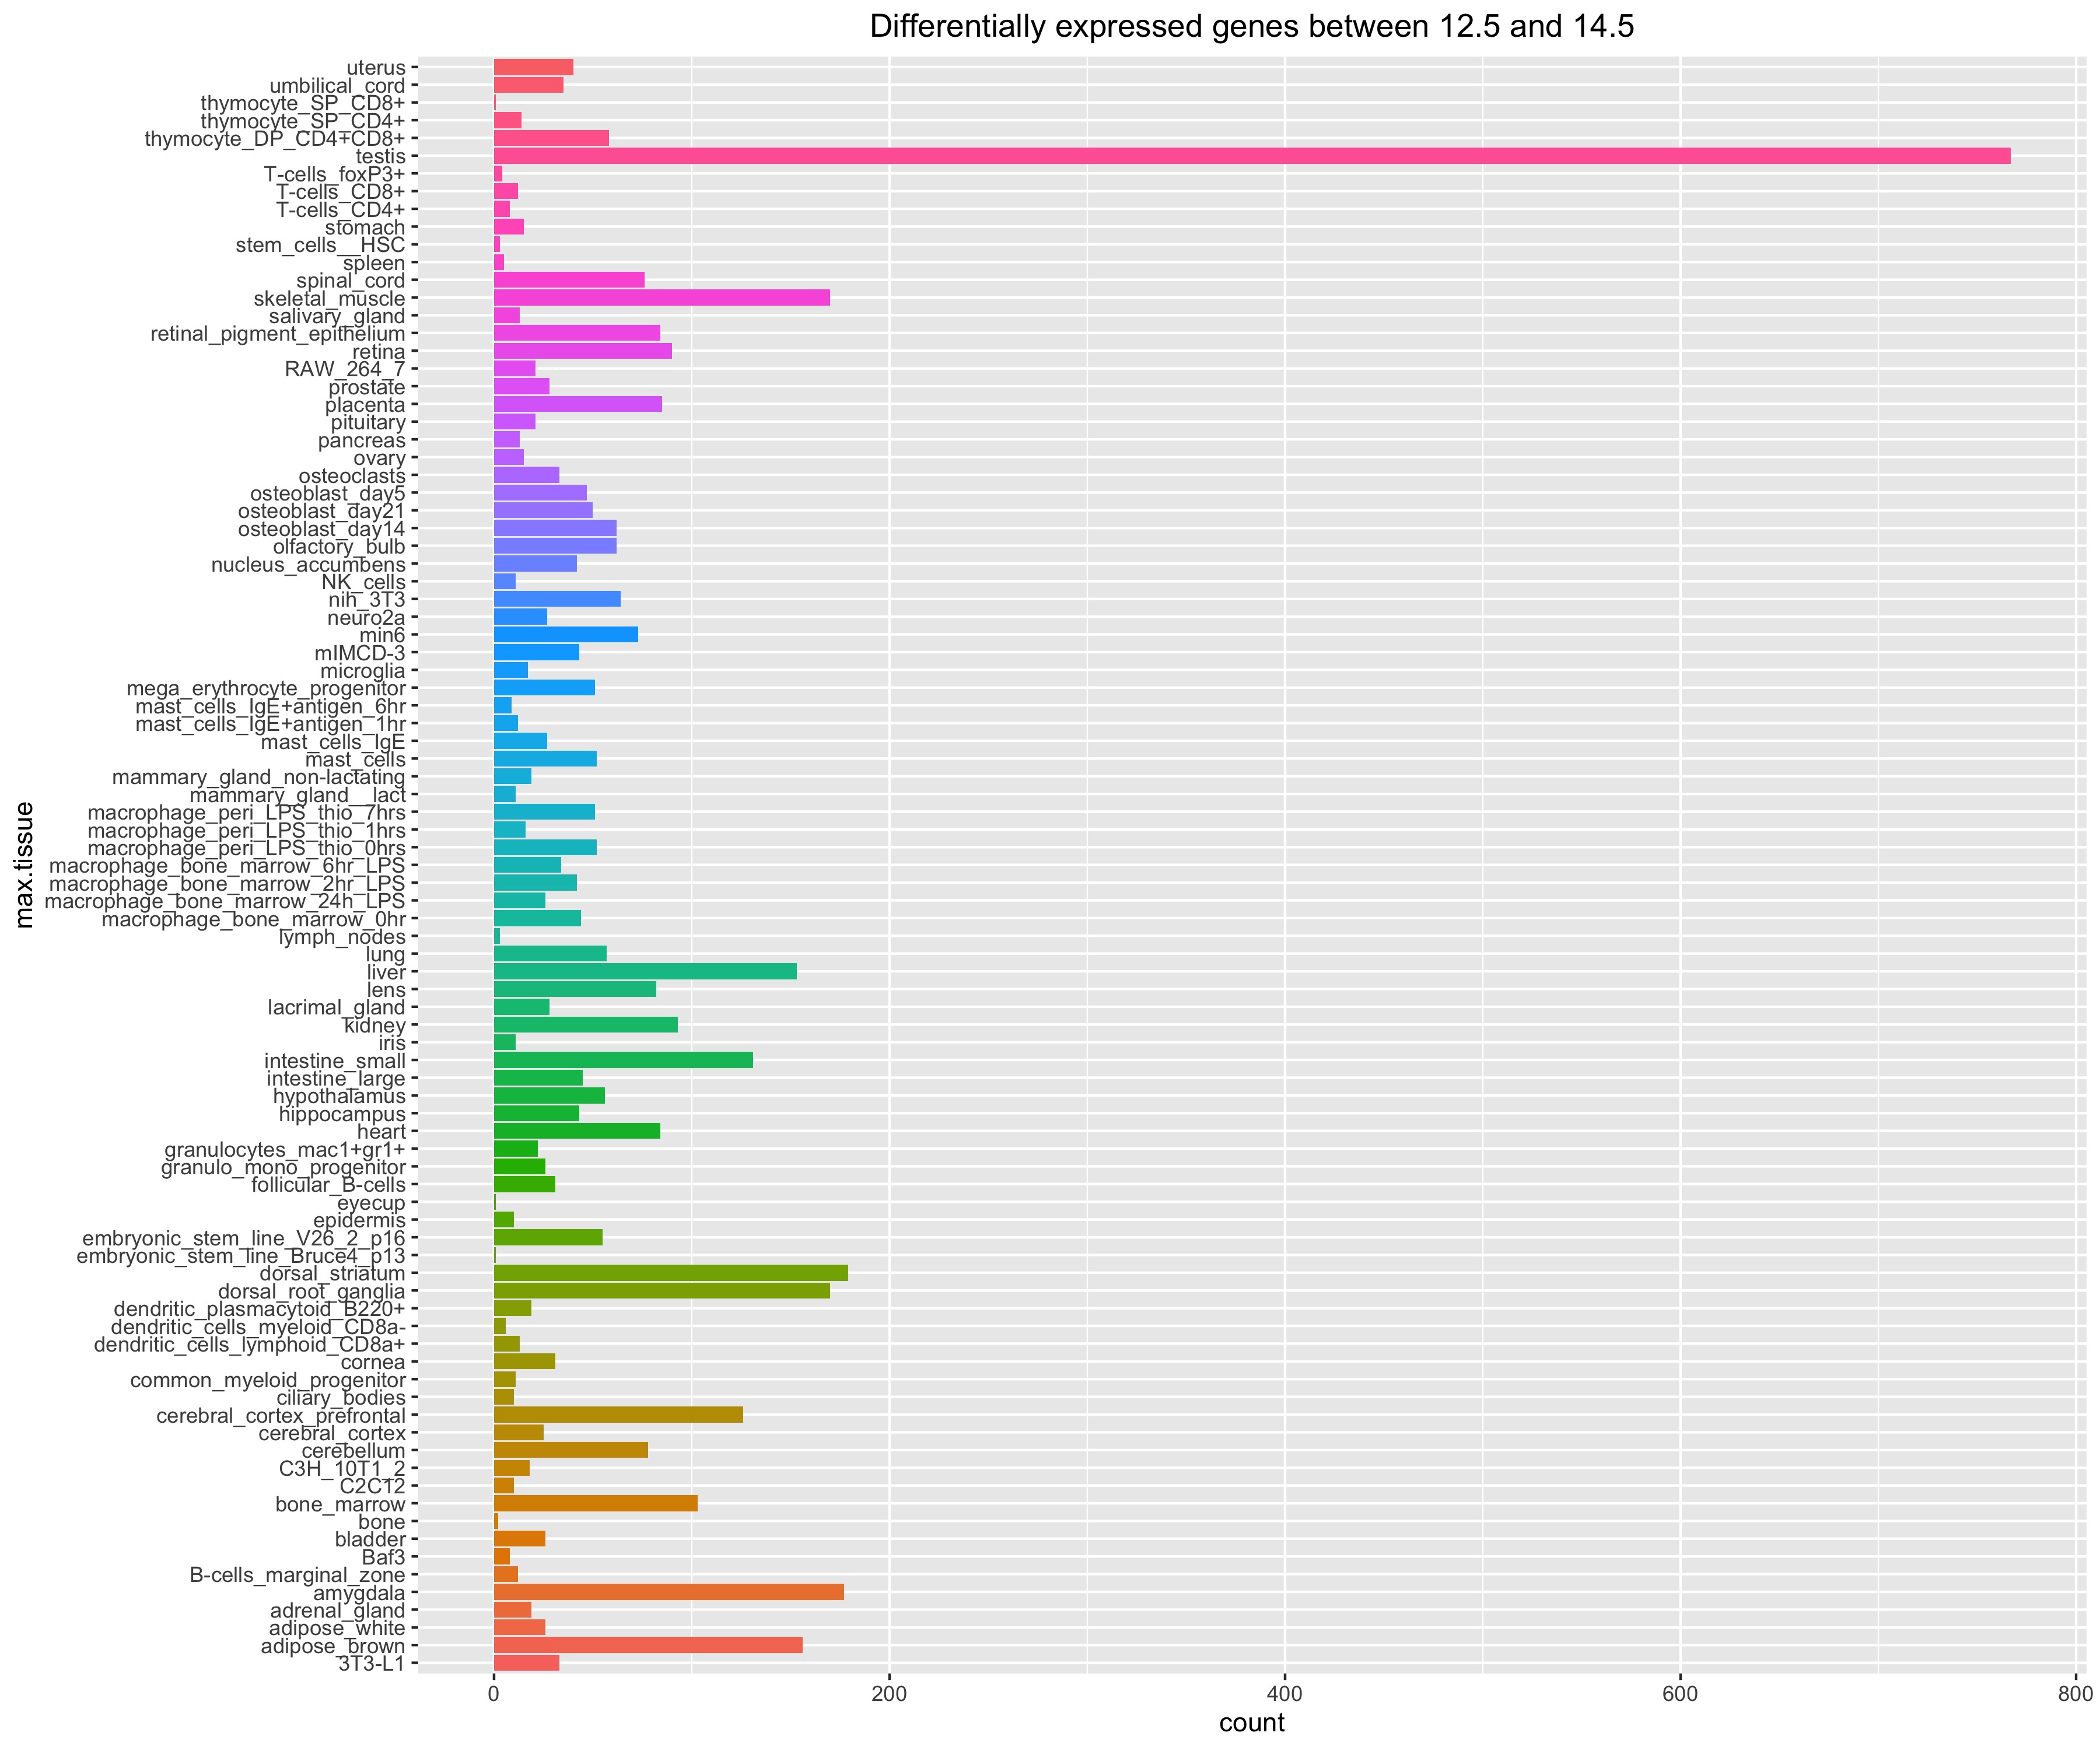 Differentially expressed genes between 12.5 and 14.5
max.tissue
uterus
umbilical_cord
thymocyte_SP_CD8+
thymocyte_SP_CD4+
thymocyte_DP_CD4+CD8+
testis
T-cells_foxP3+
T-cells_CD8+
T-cells_CD4+
stomach
stem_cells__HSC
spleen
spinal_cord
skeletal_muscle
salivary_gland
retinal_pigment_epithelium
retina
RAW_264_7
prostate
placenta
pituitary
pancreas
ovary
osteoclasts
osteoblast_day5
osteoblast_day21
osteoblast_day14
olfactory_bulb
nucleus_accumbens
NK_cells
nih_3T3
neuro2a
min6
mIMCD-3
microglia
mega_erythrocyte_progenitor
mast_cells_IgE+antigen_6hr
mast_cells_IgE+antigen_1hr
mast_cells_IgE
mast_cells
mammary_gland_non-lactating
mammary_gland__lact
macrophage_peri_LPS_thio_7hrs
macrophage_peri_LPS_thio_1hrs
macrophage_peri_LPS_thio_0hrs
macrophage_bone_marrow_6hr_LPS
macrophage_bone_marrow_2hr_LPS
macrophage_bone_marrow_24h_LPS
macrophage_bone_marrow_0hr
lymph_nodes
lung
liver
lens
lacrimal_gland
kidney
iris
intestine_small
intestine_large
hypothalamus
hippocampus
heart
granulocytes_mac1+gr1+
granulo_mono_progenitor
follicular_B-cells
eyecup
epidermis
embryonic_stem_line_V26_2_p16
embryonic_stem_line_Bruce4_p13
dorsal_striatum
dorsal_root_ganglia
dendritic_plasmacytoid_B220+
dendritic_cells_myeloid_CD8a-
dendritic_cells_lymphoid_CD8a+
cornea
common_myeloid_progenitor
ciliary_bodies
cerebral_cortex_prefrontal
cerebral_cortex
cerebellum
C3H_10T1_2
C2C12
bone_marrow
bone
bladder
Baf3
B-cells_marginal_zone
amygdala
adrenal_gland
adipose_white
adipose_brown
3T3-L1
0 200 400 600 800
count